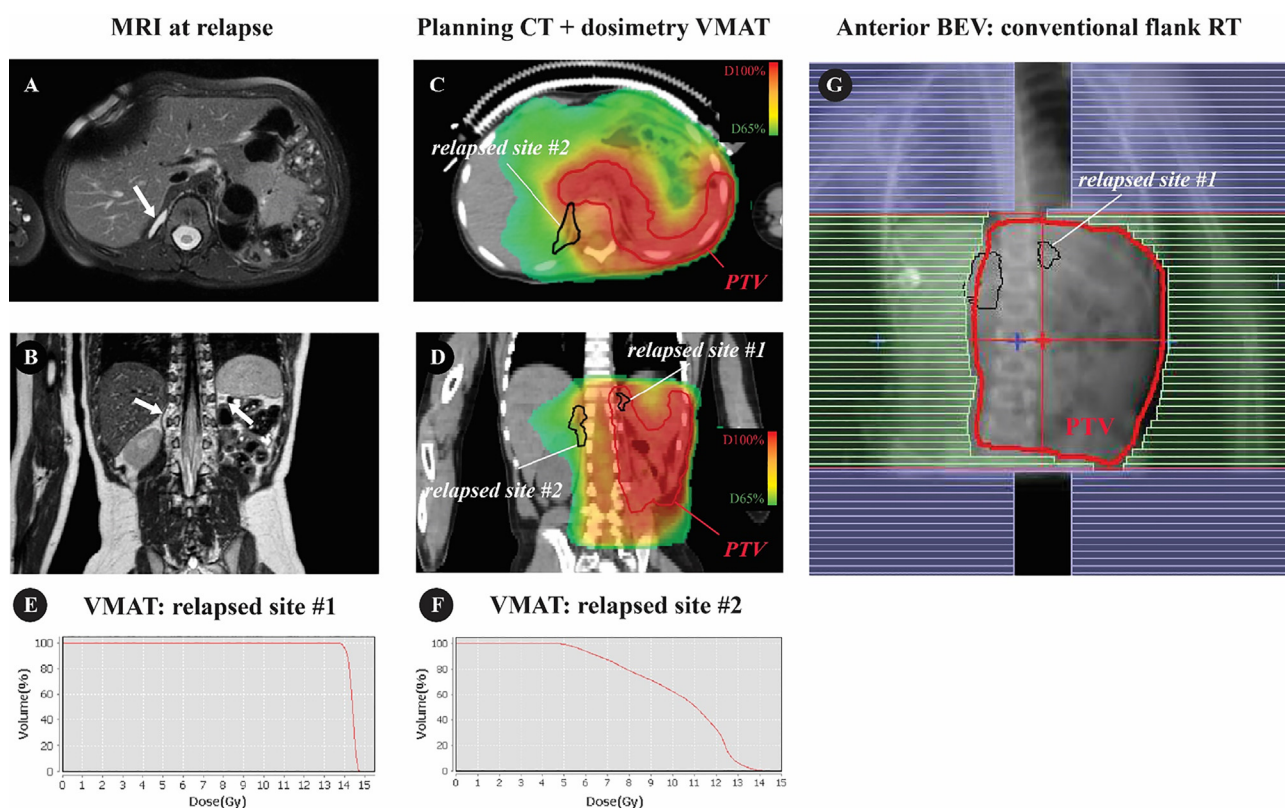 MRI at relapse
Planning CT + dosimetry VMAT
Anterior BEV: conventional flank RT
A
C
D100%
D65%
relapsed site #2
PTV
G
relapsed site #1
PTV
B
D
relapsed site #1
D100%
D65%
relapsed site #2
PTV
E
VMAT: relapsed site #1
100
80
60
40
20
0
Volume(%)
0 1 2 3 4 5 6 7 8 9 10 11 12 13 14 15
Dose(Gy)
F
VMAT: relapsed site #2
100
80
60
40
20
0
Volume(%)
0 1 2 3 4 5 6 7 8 9 10 11 12 13 14 15
Dose(Gy)